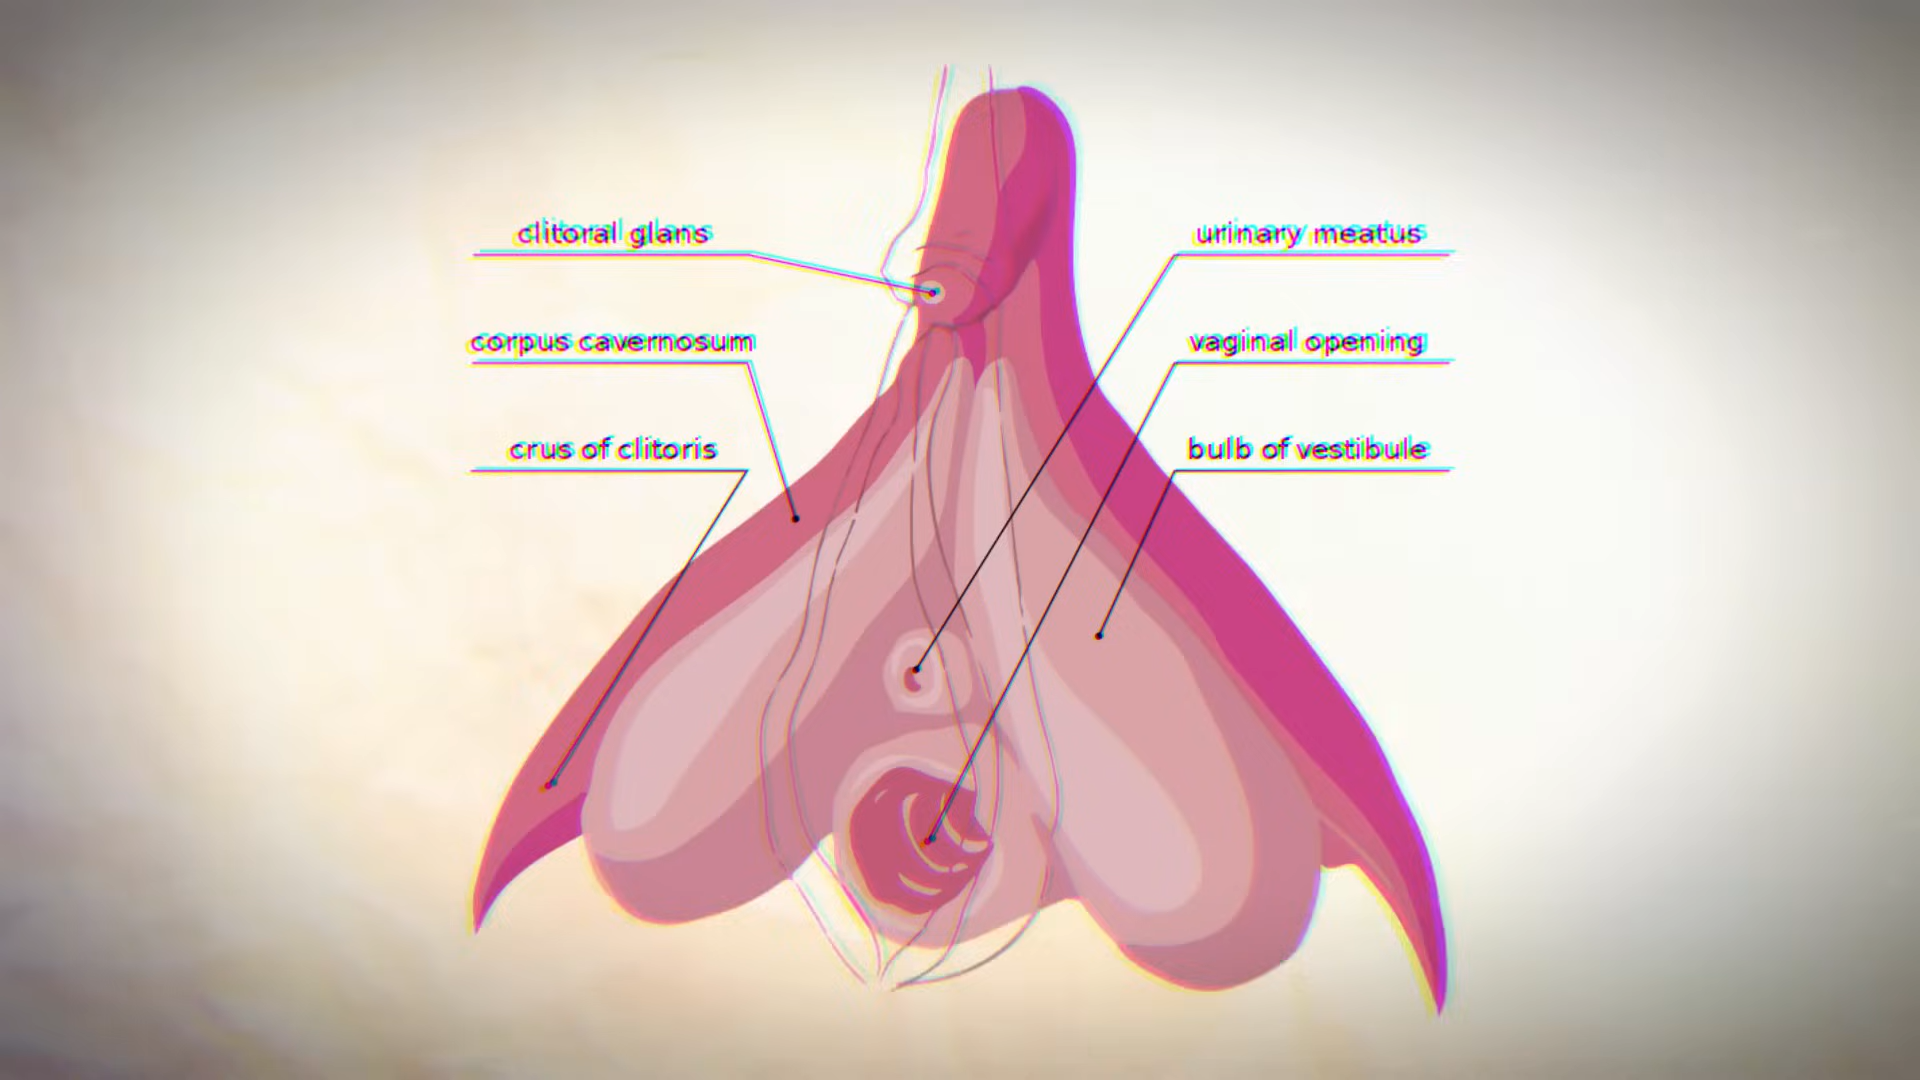 clitoral glans
urinary meatus
corpus cavernosum
vaginal opening
crus of clitoris
bulb of vestibule